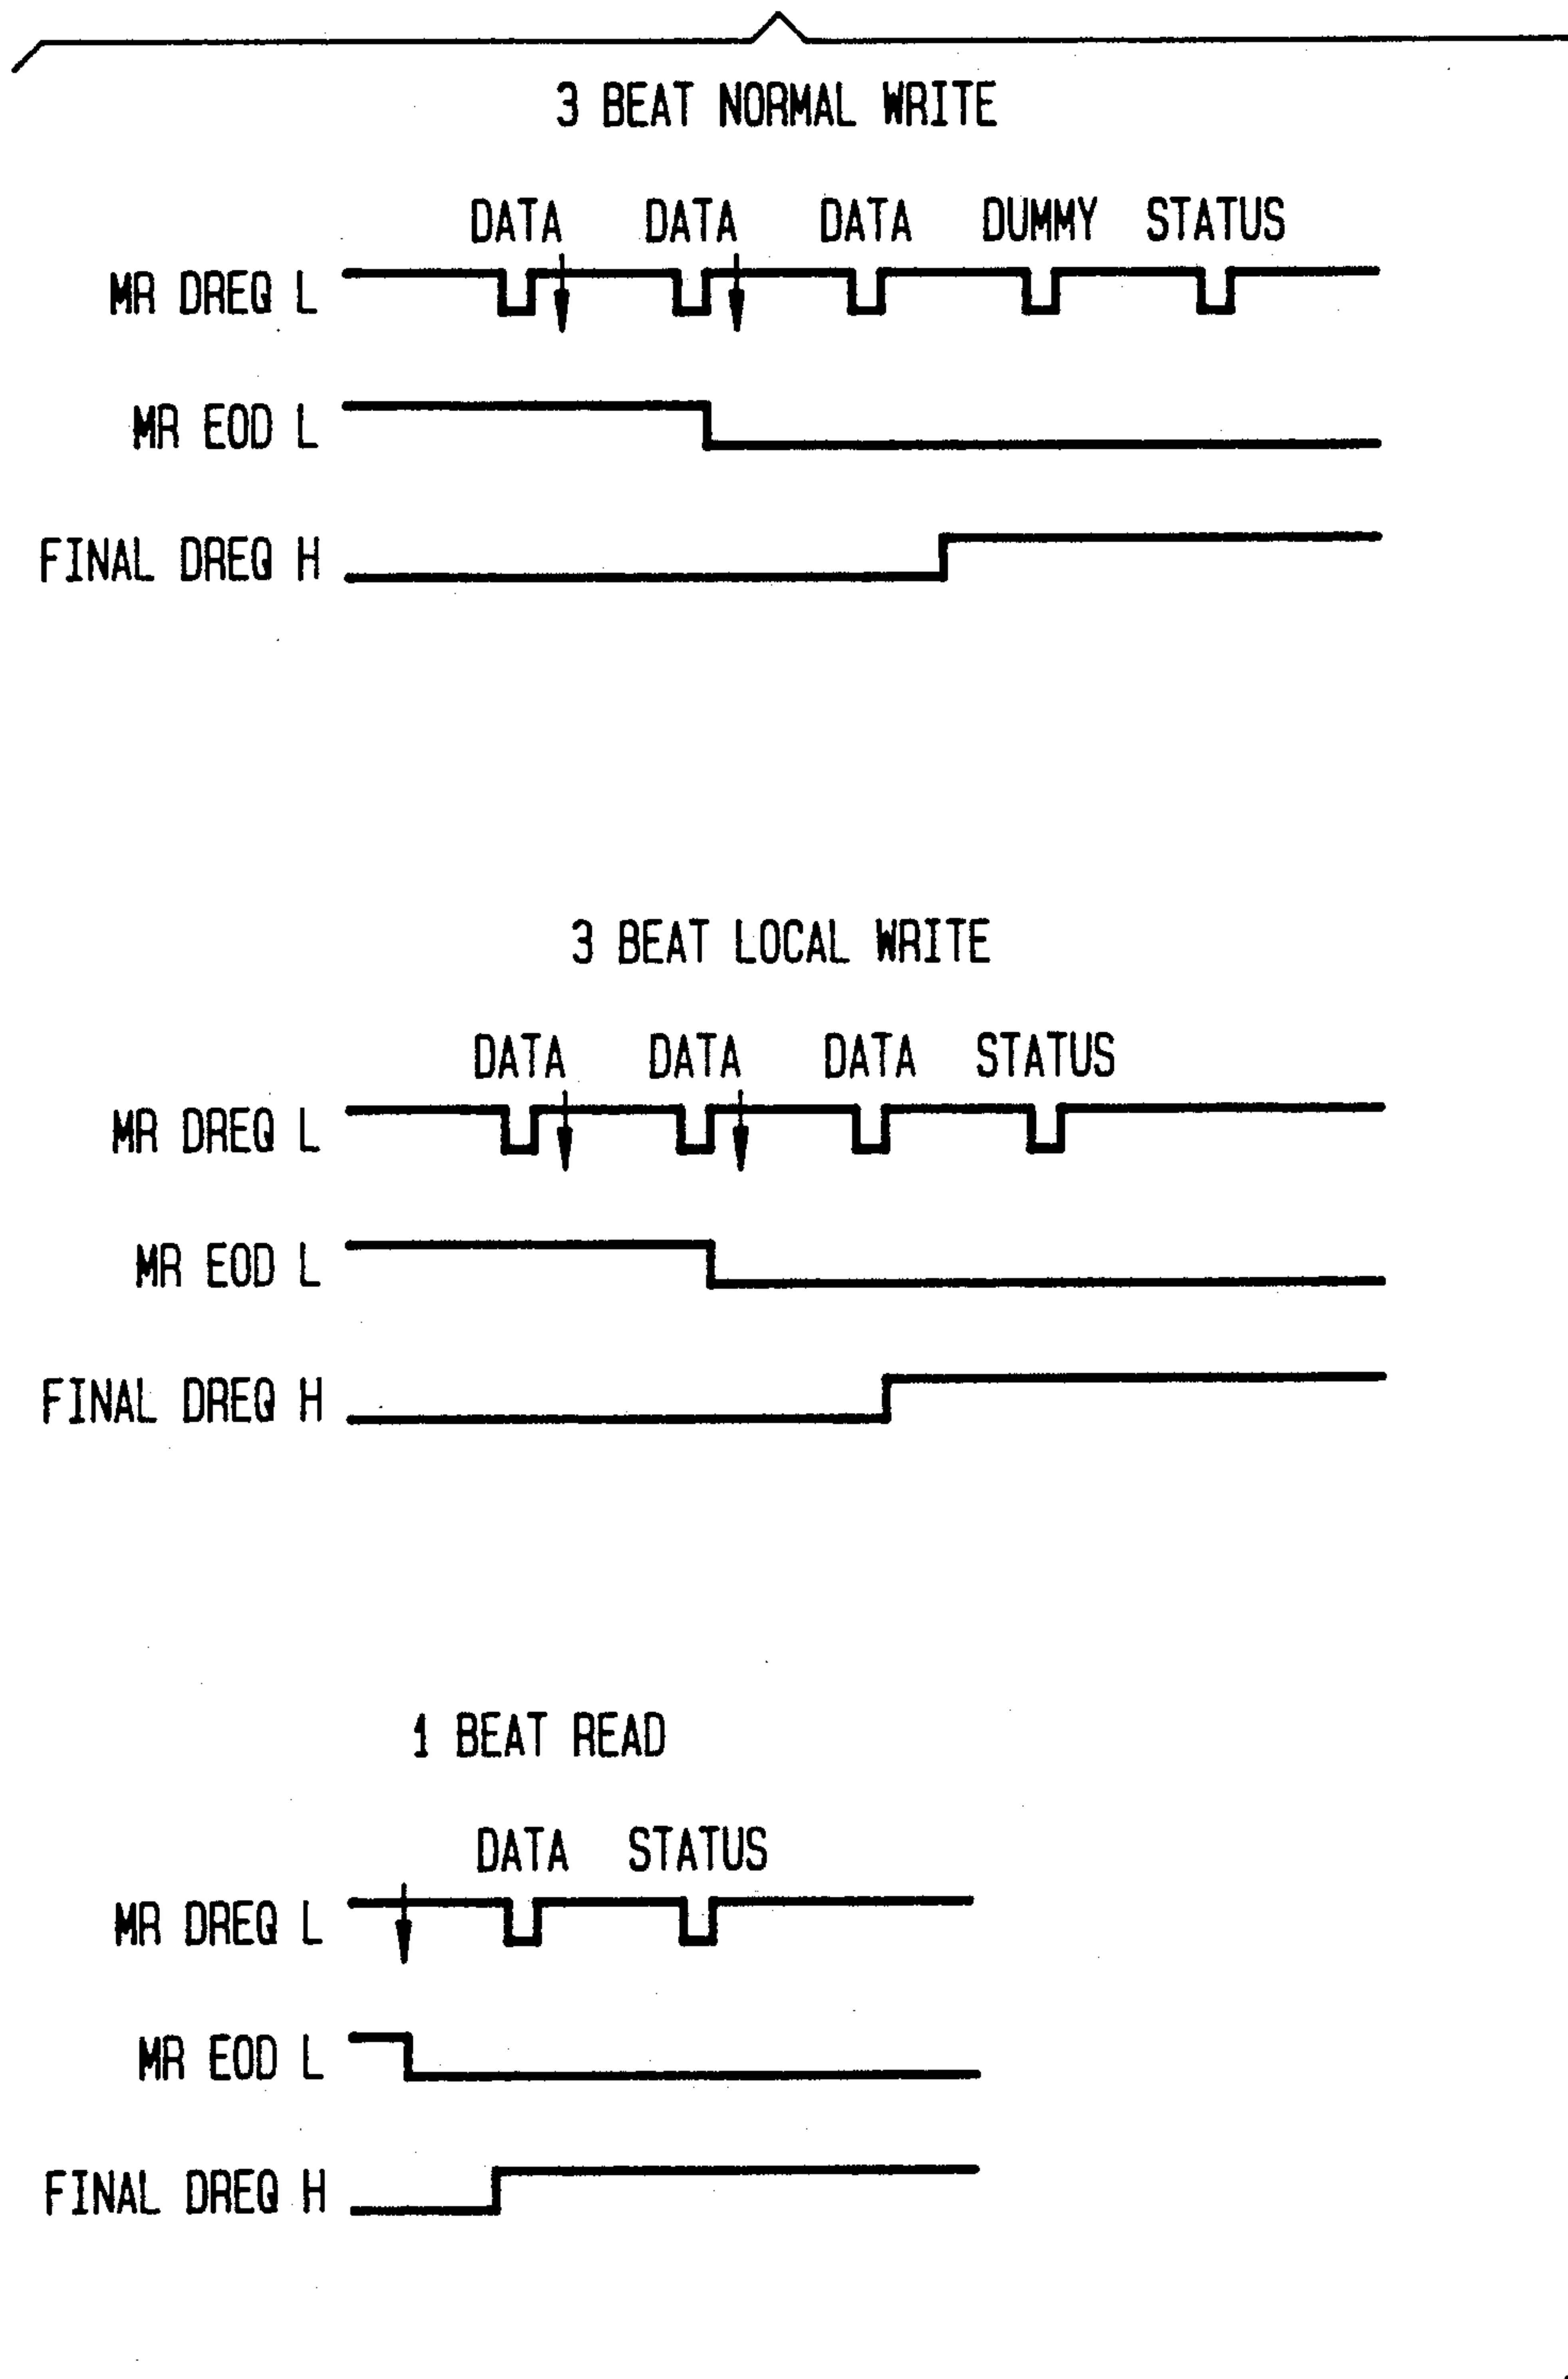 3 BEAT NORMAL WRITE
DATA DATA DATA DUMMY STATUS
MR DREQ L
MR EOD L
FINAL DREQ H
3 BEAT LOCAL WRITE
DATA DATA DATA STATUS
MR DREQ L
MR EOD L
FINAL DREQ H
1 BEAT READ
DATA STATUS
MR DREQ L
MR EOD L
FINAL DREQ H